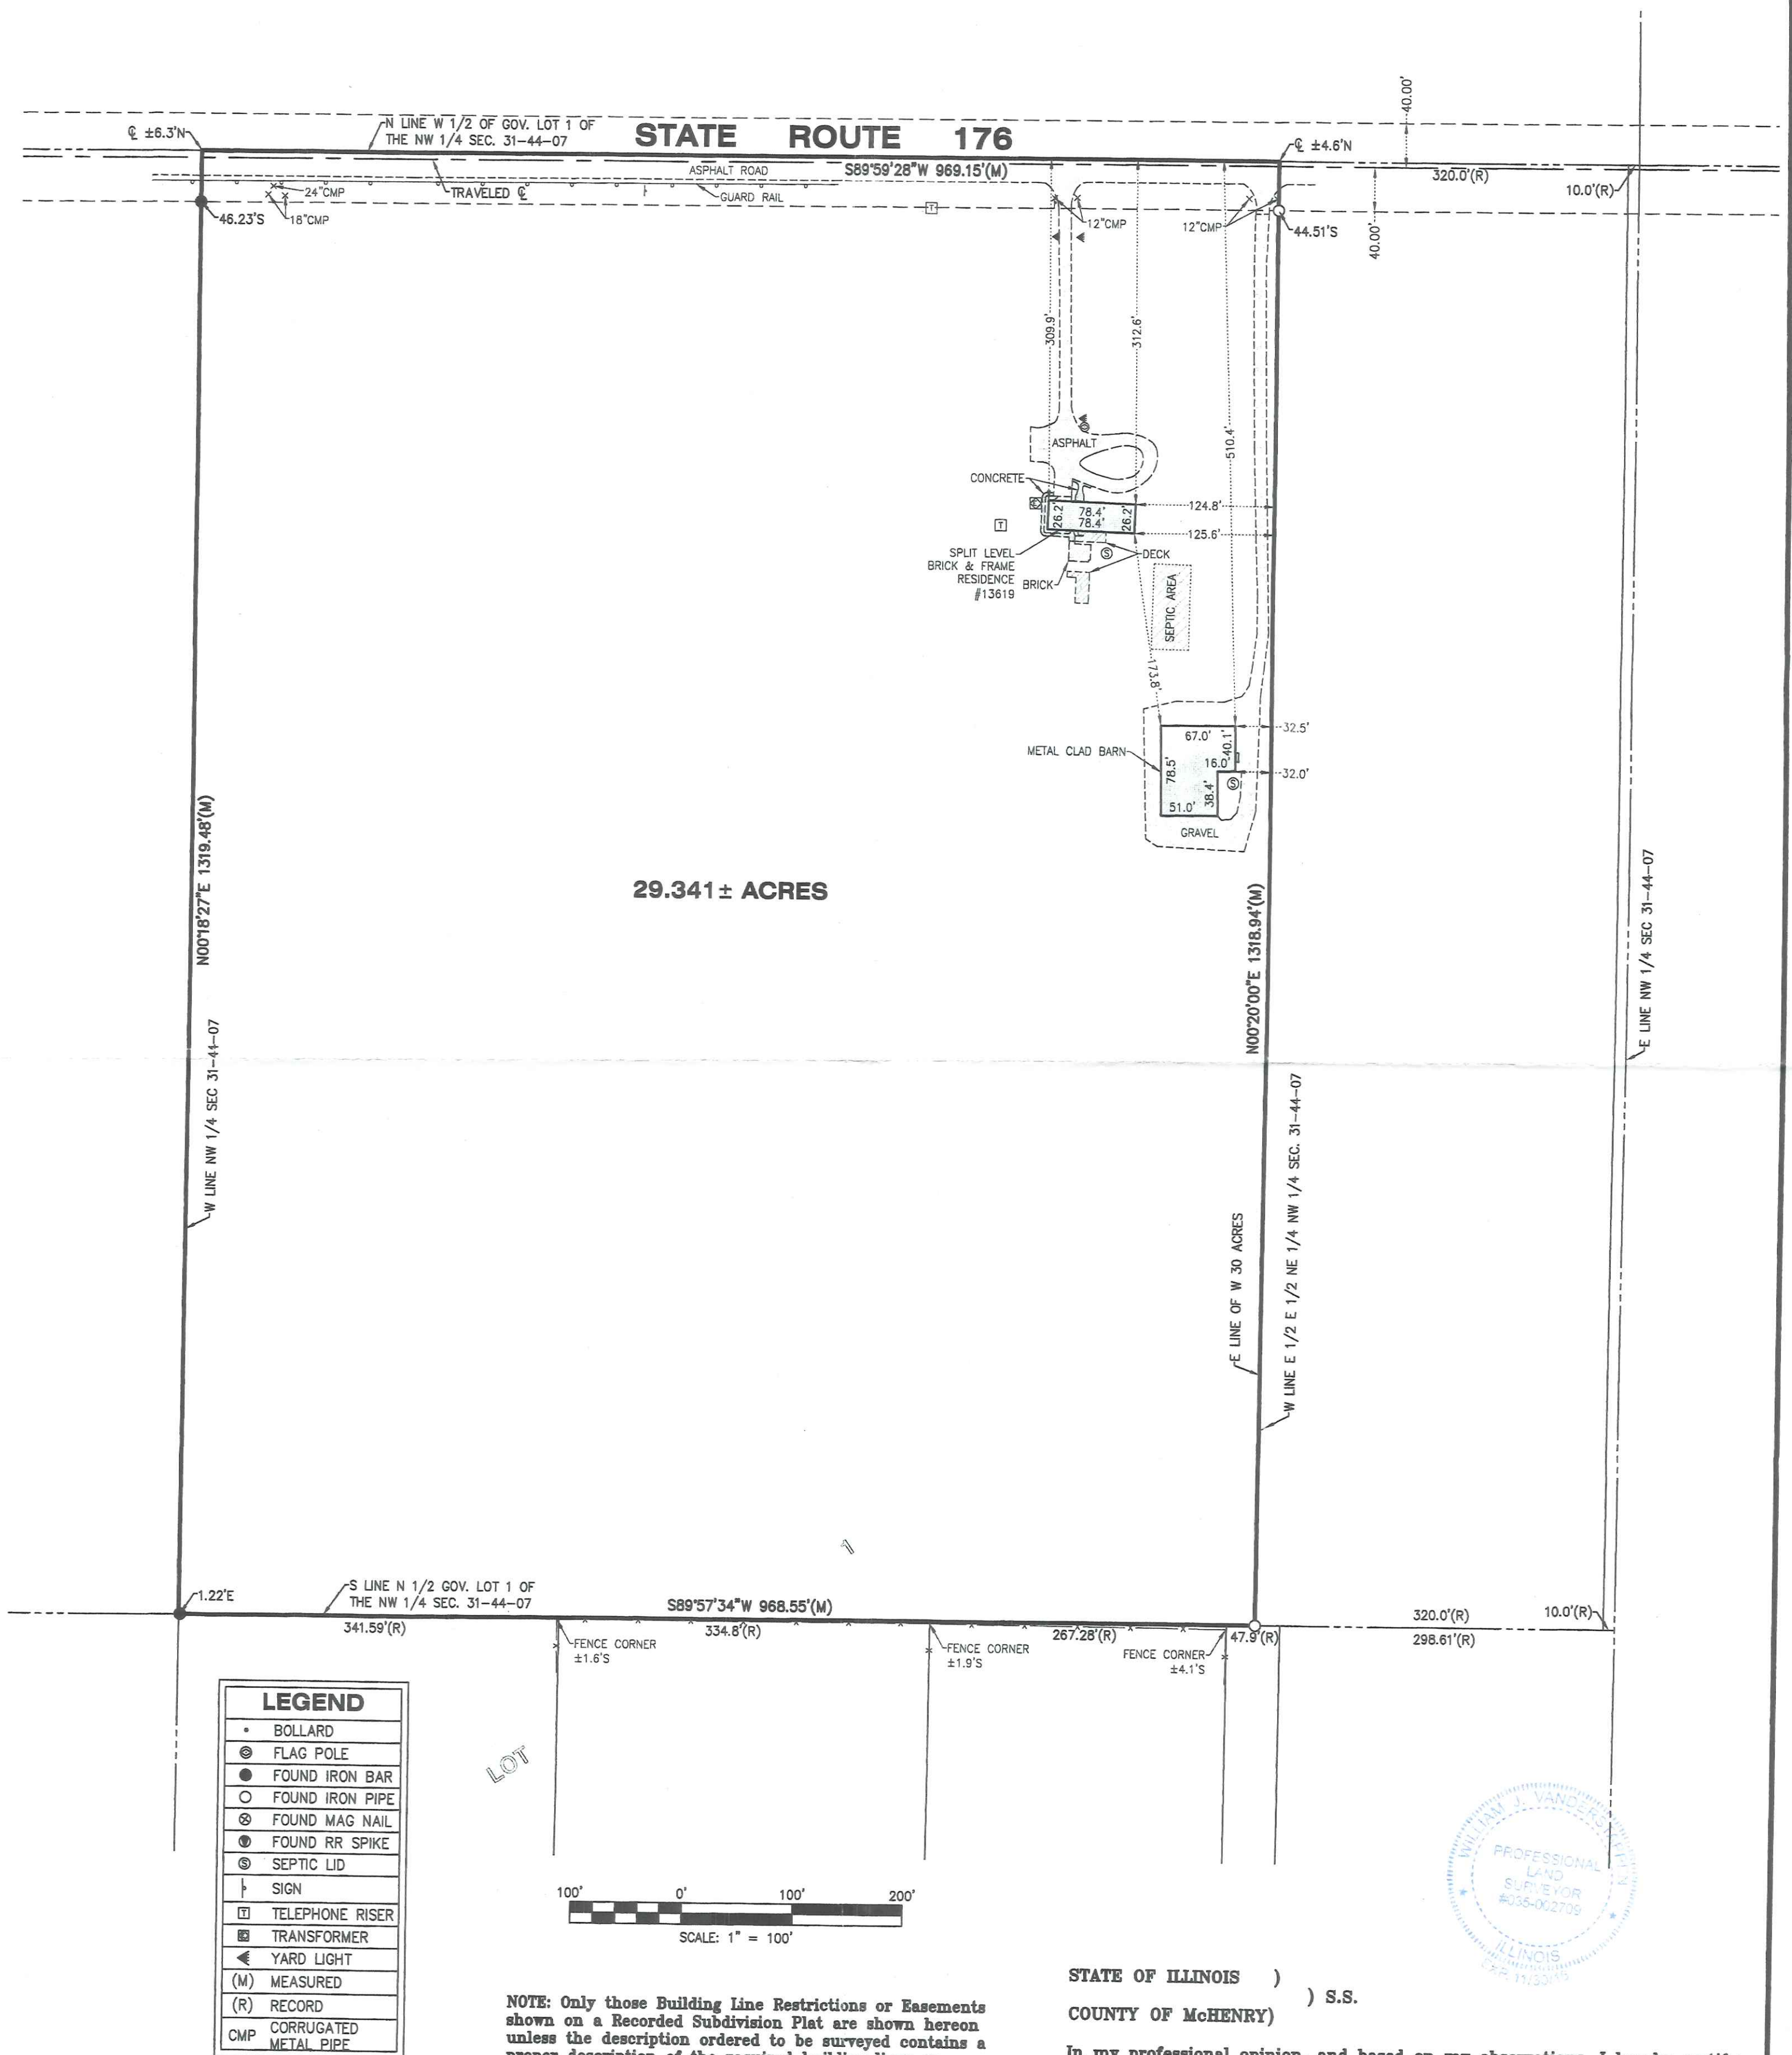 40.00'
℄ ±6.3'N
N LINE W 1/2 OF GOV. LOT 1 OF
THE NW 1/4 SEC. 31-44-07
STATE ROUTE 176
℄ ±4.6'N
ASPHALT ROAD
S89°59'28"W 969.15'(M)
320.0'(R)
10.0'(R)
24"CMP
TRAVELED ℄
GUARD RAIL
46.23'S
18"CMP
T
12"CMP
12"CMP
44.51'S
40.00'
309.9'
312.6'
510.4'
ASPHALT
CONCRETE
26.2'
78.4'
78.4'
26.2'
124.8'
125.6'
T
S
DECK
SPLIT LEVEL
BRICK & FRAME
RESIDENCE
#13619
BRICK
SEPTIC AREA
173.8'
METAL CLAD BARN
67.0'
40.1'
32.5'
78.5'
16.0'
32.0'
S
51.0'
38.4'
GRAVEL
N00°18'27"E 1319.48'(M)
29.341± ACRES
N00°20'00"E 1318.94'(M)
E LINE NW 1/4 SEC 31-44-07
W LINE NW 1/4 SEC 31-44-07
W LINE E 1/2 E 1/2 NE 1/4 NW 1/4 SEC. 31-44-07
E LINE OF W 30 ACRES
1
1.22'E
S LINE N 1/2 GOV. LOT 1 OF
THE NW 1/4 SEC. 31-44-07
S89°57'34"W 968.55'(M)
341.59'(R)
334.8'(R)
267.28'(R)
47.9'(R)
320.0'(R)
10.0'(R)
298.61'(R)
FENCE CORNER
±1.6'S
FENCE CORNER
±1.9'S
FENCE CORNER
±4.1'S
LOT
LEGEND
BOLLARD
FLAG POLE
FOUND IRON BAR
FOUND IRON PIPE
FOUND MAG NAIL
FOUND RR SPIKE
S SEPTIC LID
SIGN
T TELEPHONE RISER
TRANSFORMER
YARD LIGHT
(M) MEASURED
(R) RECORD
CMP CORRUGATED
METAL PIPE
100' 0' 100' 200'
SCALE: 1" = 100'
WILLIAM J.
PROFESSIONAL
LAND
SURVEYOR
#035-002709
ILLINOIS
STATE OF ILLINOIS )
) S.S.
COUNTY OF McHENRY)
NOTE: Only those Building Line Restrictions or Easements
shown on a Recorded Subdivision Plat are shown hereon
unless the description ordered to be surveyed contains a
In my professional opinion, and based on my observations, I hereby